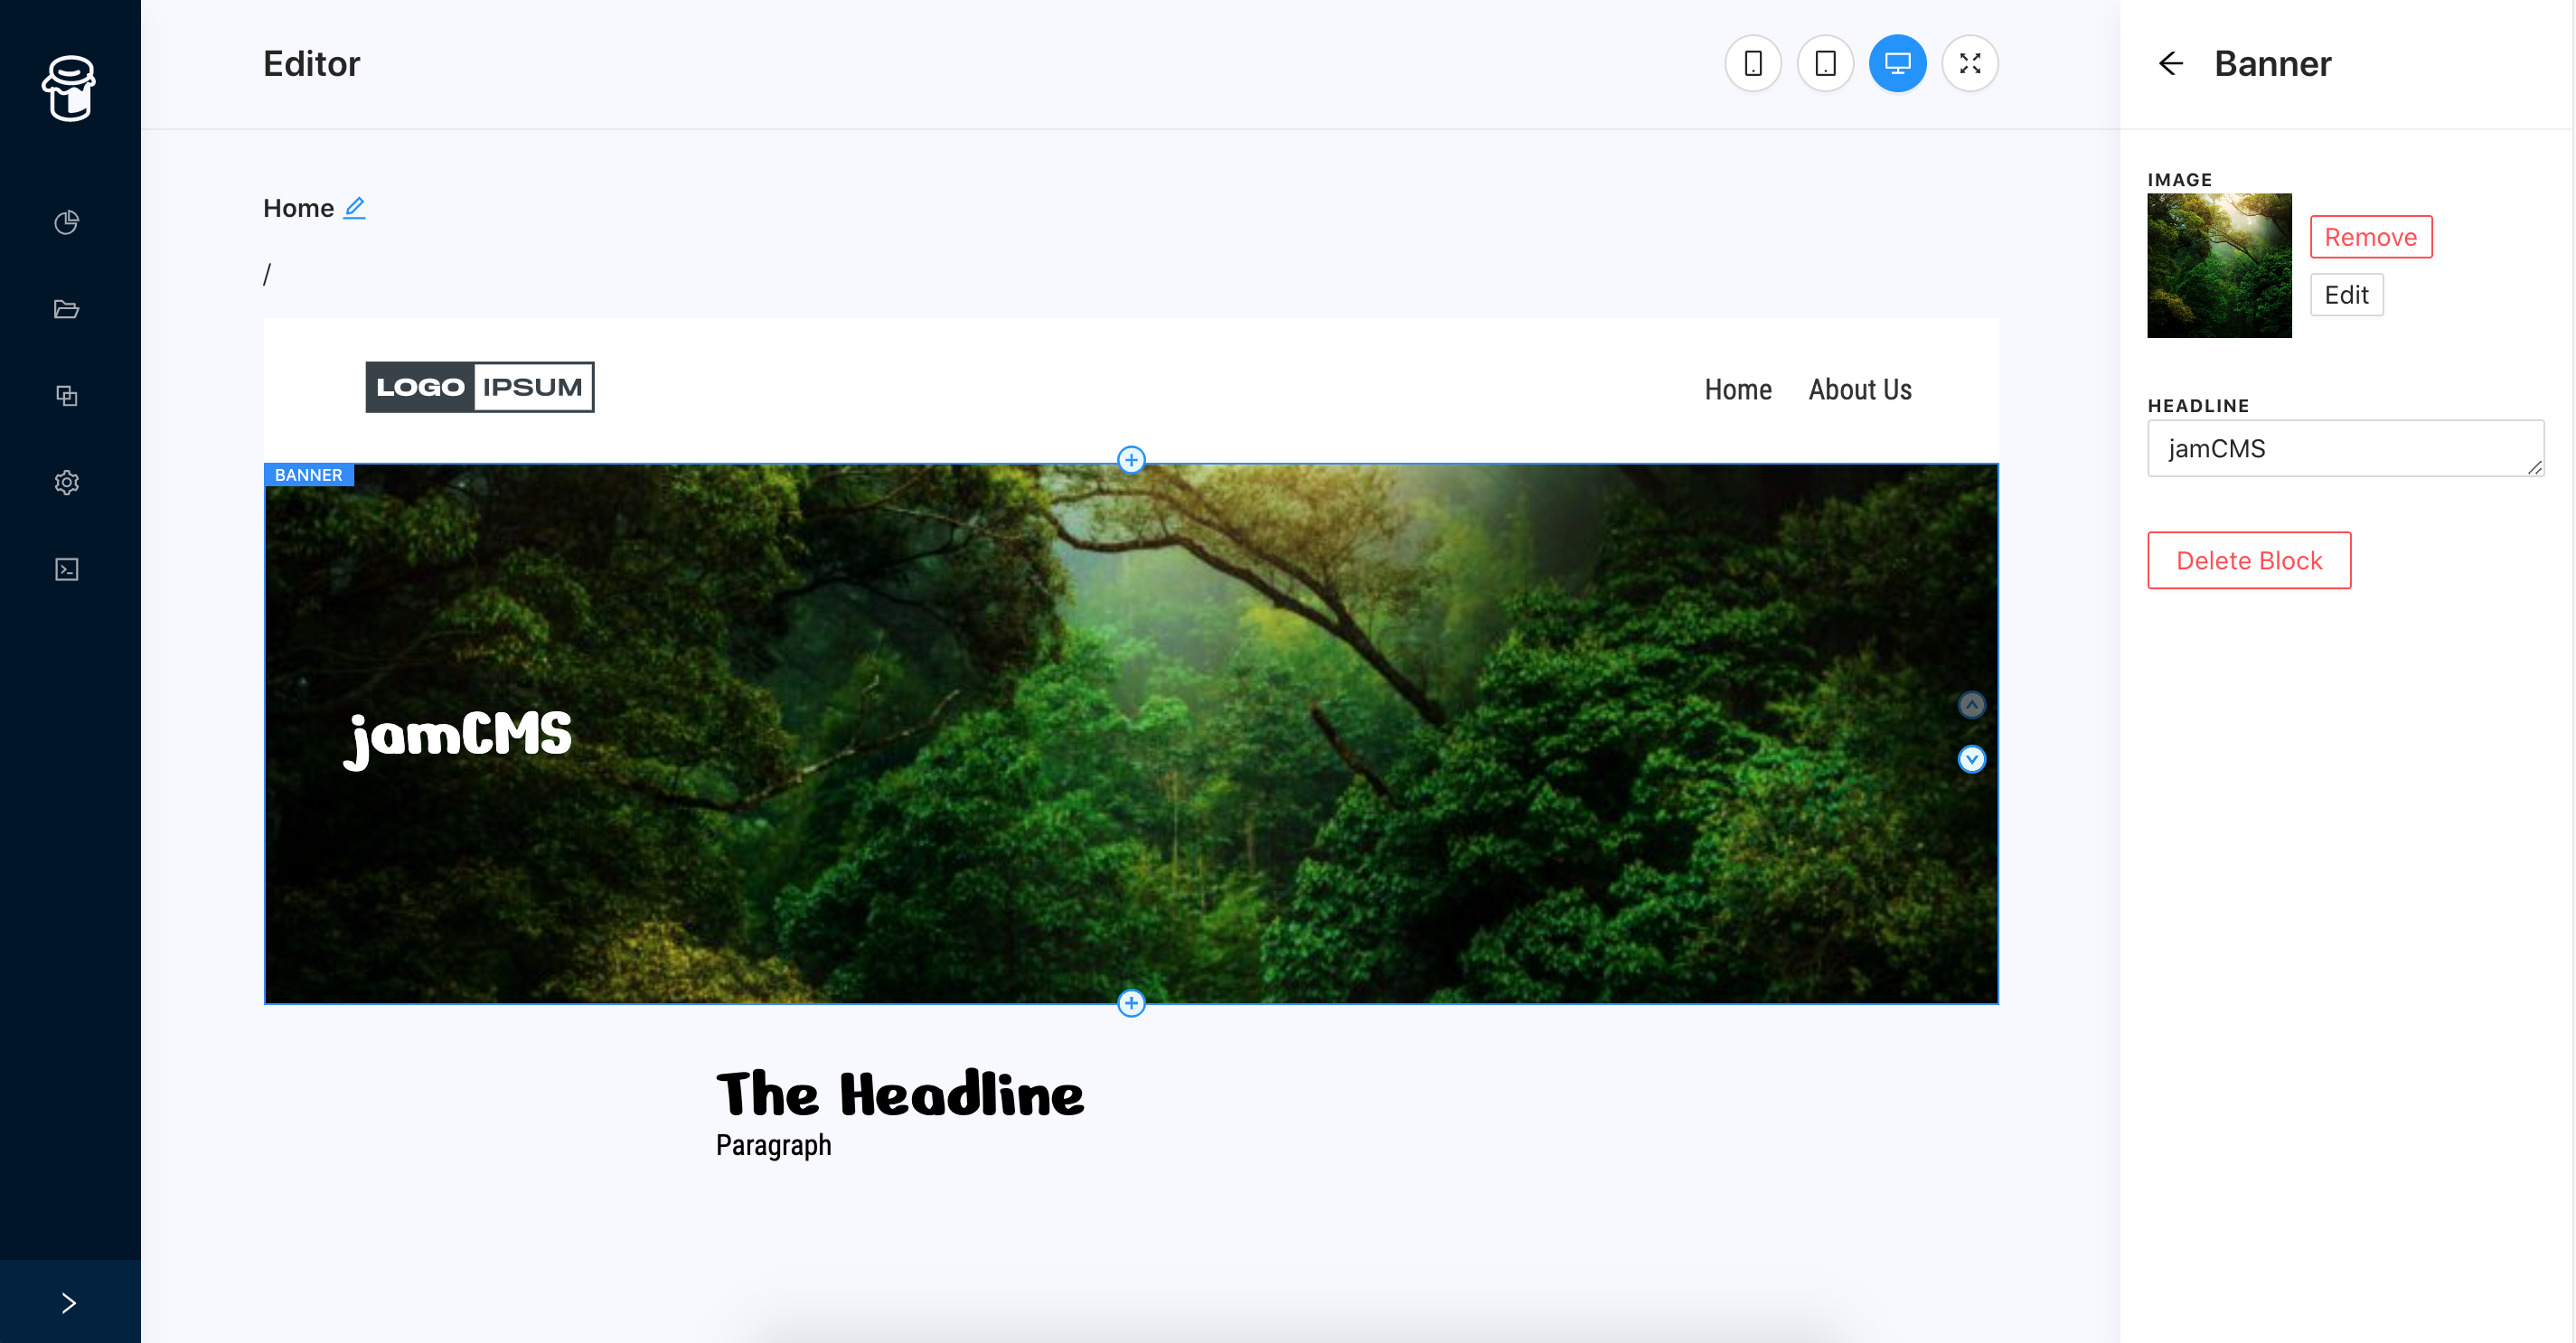 Editor
Banner
Home
/
LOGO IPSUM
Home About Us
BANNER
jamCMS
The Headline
Paragraph
IMAGE
Remove
Edit
HEADLINE
jamCMS
Delete Block